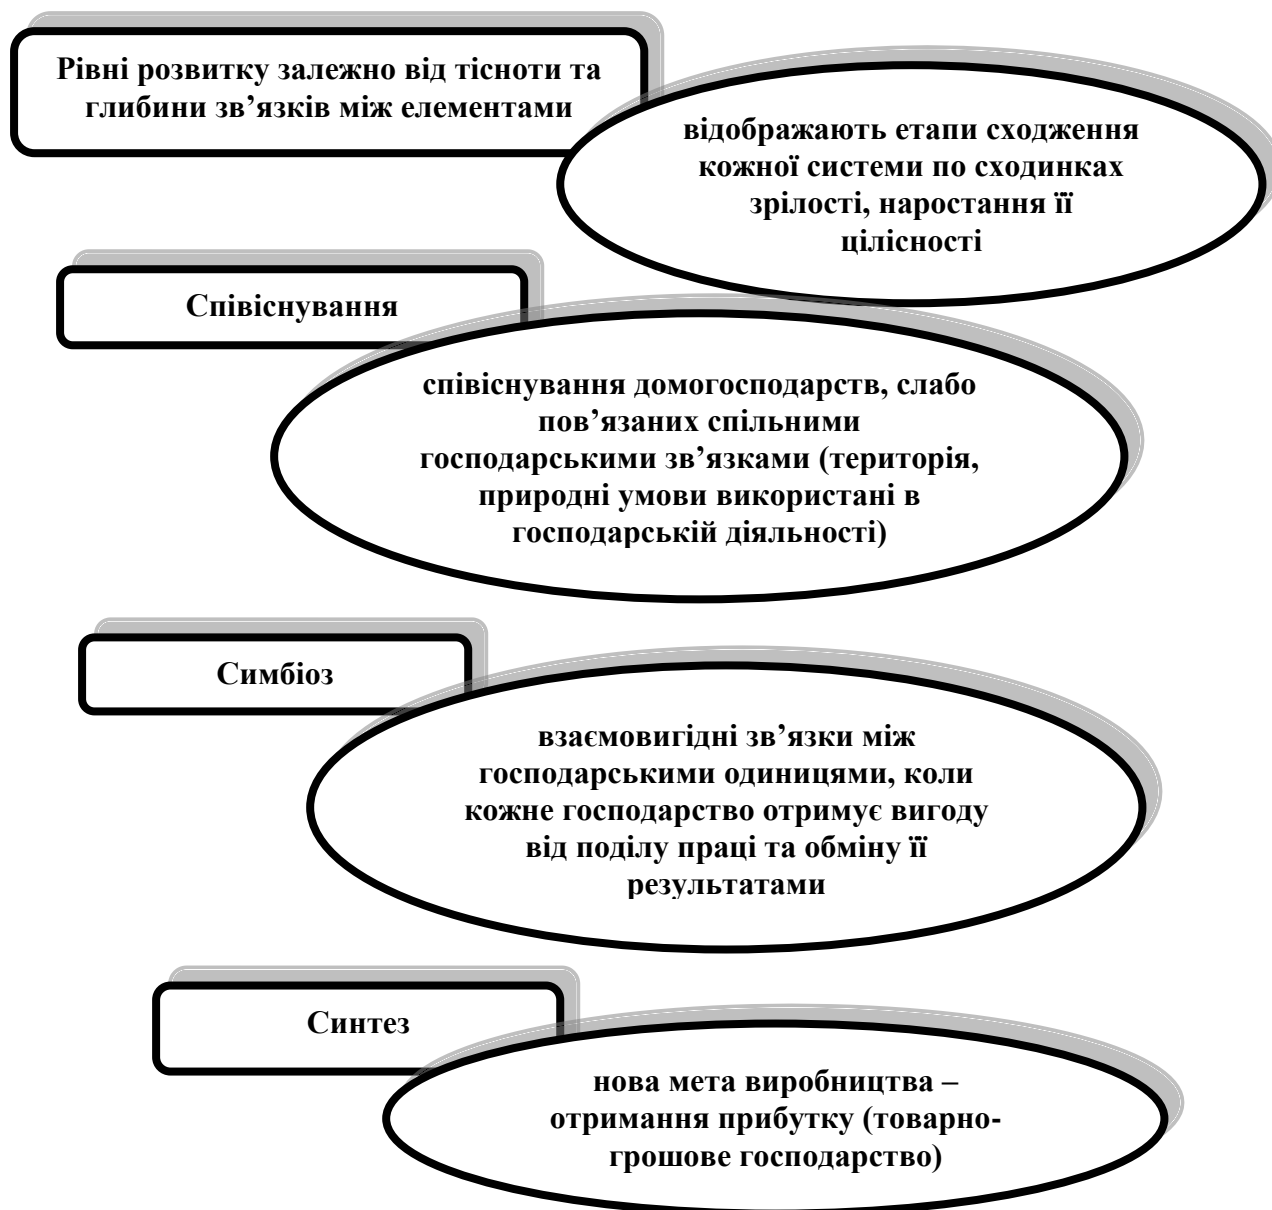 Рівні розвитку залежно від тісноти та
глибини зв’язків між елементами
відображають етапи сходження
кожної системи по сходинках
зрілості, наростання її
цілісності
Співіснування
співіснування домогосподарств, слабо
пов’язаних спільними
господарськими зв’язками (територія,
природні умови використані в
господарській діяльності)
Симбіоз
взаємовигідні зв’язки між
господарськими одиницями, коли
кожне господарство отримує вигоду
від поділу праці та обміну її
результатами
Синтез
нова мета виробництва –
отримання прибутку (товарно-
грошове господарство)